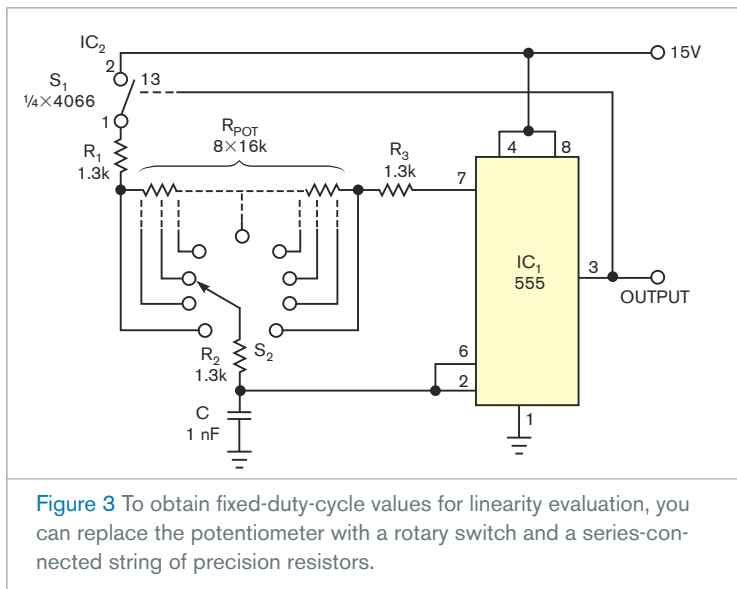 IC2
2
15V
S1
13
¼×4066
1
RPOT
8×16k
R1
1.3k
R3
1.3k
4
8
7
IC1
555
3
OUTPUT
R2
1.3k
S2
6
2
C
1 nF
1
Figure 3 To obtain fixed-duty-cycle values for linearity evaluation, you
can replace the potentiometer with a rotary switch and a series-con-
nected string of precision resistors.